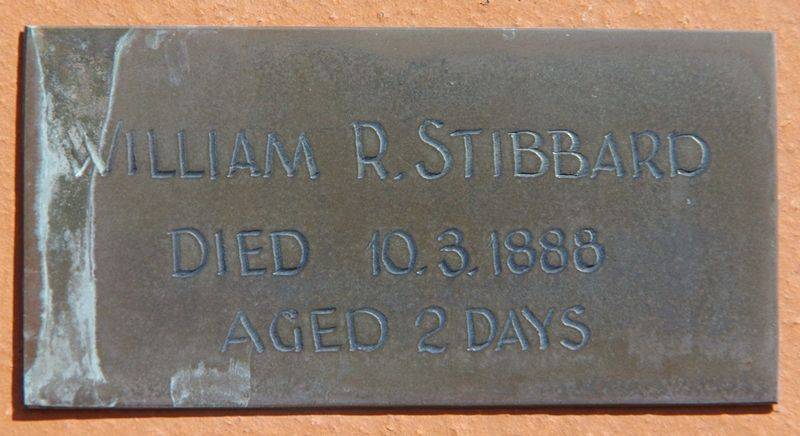 WILLIAM R. STIBBARD
DIED 10.3.1888
AGED 2 DAYS